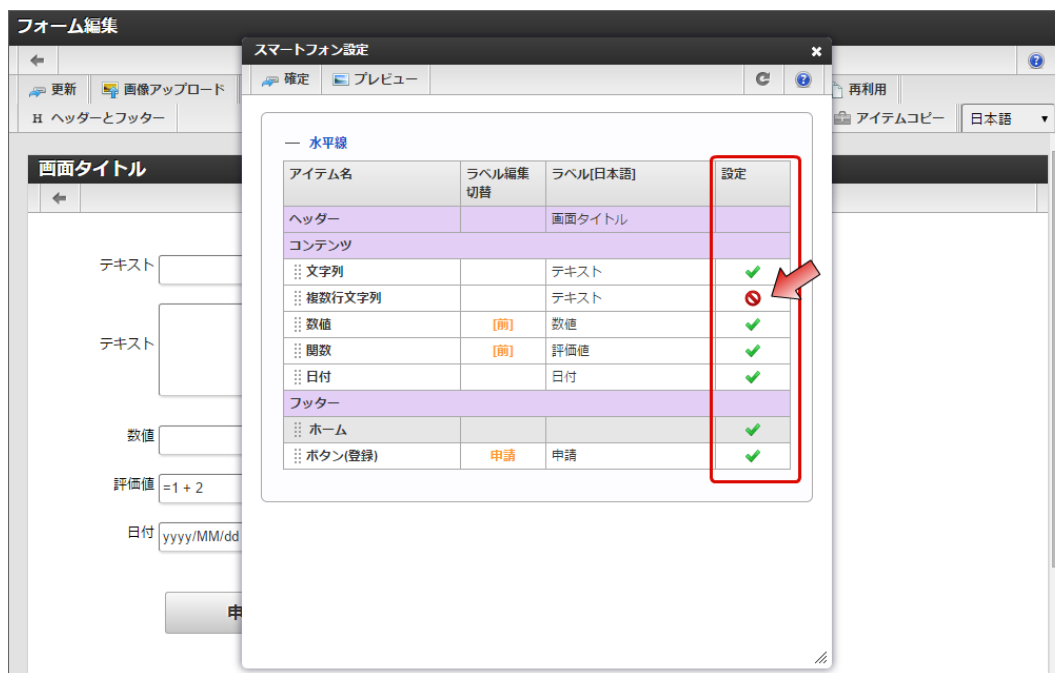 フォーム編集
スマートフォン設定
更新 画像アップロード
確定 プレビュー
再利用
H ヘッダーとフッター
アイテムコピー 日本語
画面タイトル
水平線
アイテム名 ラベル編集切替 ラベル[日本語] 設定
ヘッダー 画面タイトル
コンテンツ
文字列 テキスト
複数行文字列 テキスト
数値 [前] 数値
関数 [前] 評価値
日付 日付
フッター
ホーム
ボタン(登録) 申請 申請
テキスト
テキスト
数値
評価値 =1 + 2
日付 yyyy/MM/dd